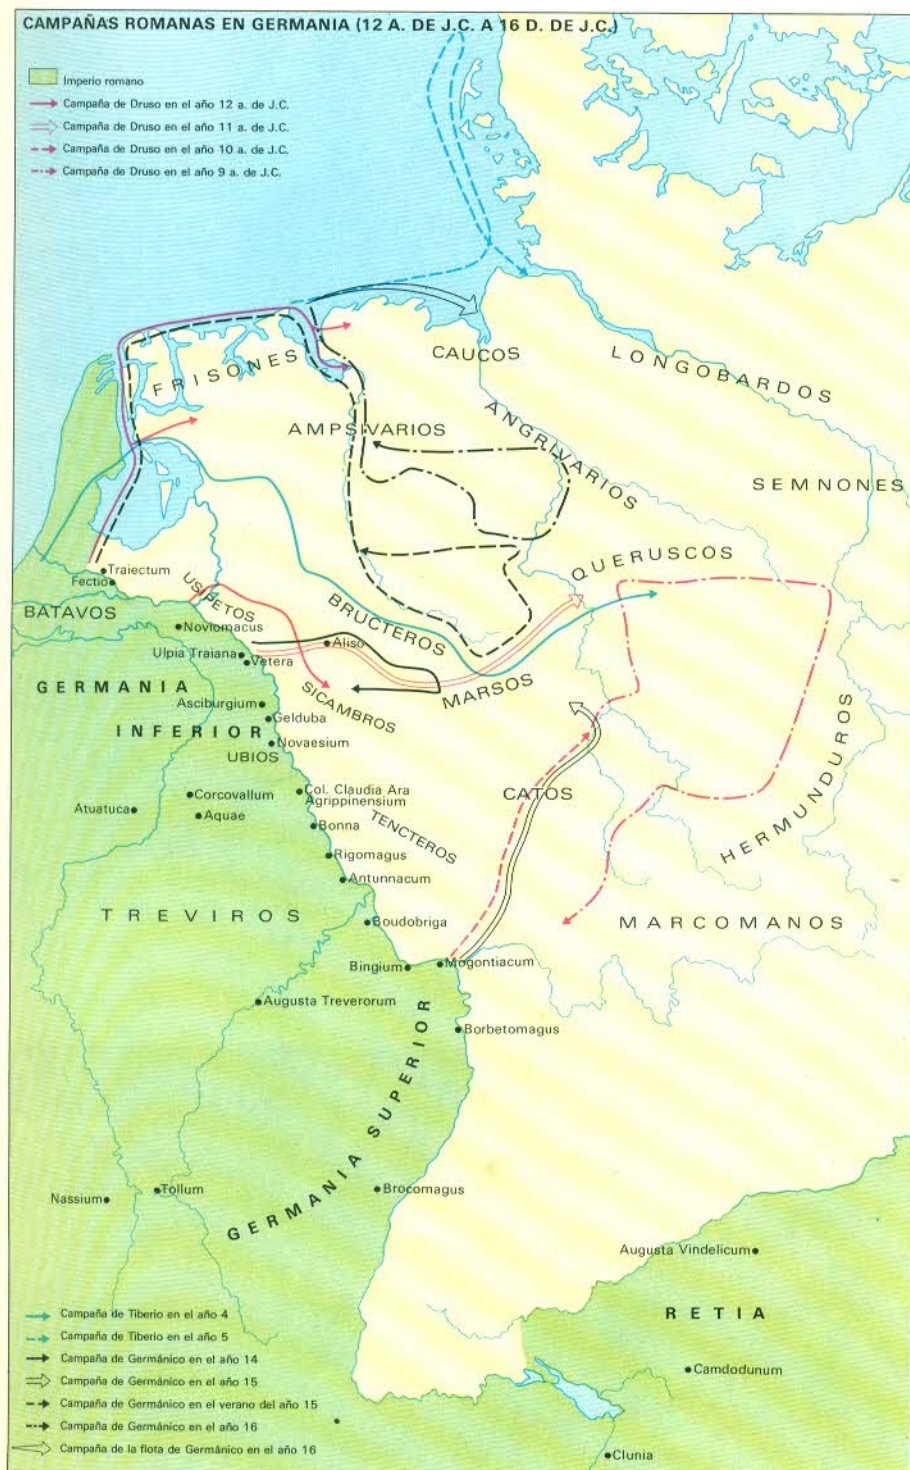 CAMPAÑAS ROMANAS EN GERMANIA (12 A. DE J.C. A 16 D. DE J.C.)
Imperio romano
Campaña de Druso en el año 12 a. de J.C.
Campaña de Druso en el año 11 a. de J.C.
Campaña de Druso en el año 10 a. de J.C.
Campaña de Druso en el año 9 a. de J.C.
FRISONES
CAUCOS
LONGOBARDOS
AMPSIVARIOS
ANGRIVARIOS
SEMNONES
Traiectum
Fectio
BATAVOS
USIPETOS
BRUCTEROS
QUERUSCOS
Noviomacus
Ulpia Traiana
Vetera
Aliso
MARSOS
SICAMBROS
GERMANIA
INFERIOR
Asciburgium
Gelduba
Novaesium
UBIOS
HERMUNDUROS
Corcovallum
Col. Claudia Ara
Agrippinensium
CATOS
Atuatuca
Aquae
Bonna
TENCTEROS
Rigomagus
Antunnacum
TREVIROS
Boudobriga
MARCOMANOS
Bingium
Mogontiacum
Augusta Treverorum
Borbetomagus
GERMANIA SUPERIOR
Nassium
Tollum
Brocomagus
Augusta Vindelicum
RETIA
Camdodunum
Clunia
Campaña de Tiberio en el año 4
Campaña de Tiberio en el año 5
Campaña de Germánico en el año 14
Campaña de Germánico en el año 15
Campaña de Germánico en el verano del año 15
Campaña de Germánico en el año 16
Campaña de la flota de Germánico en el año 16